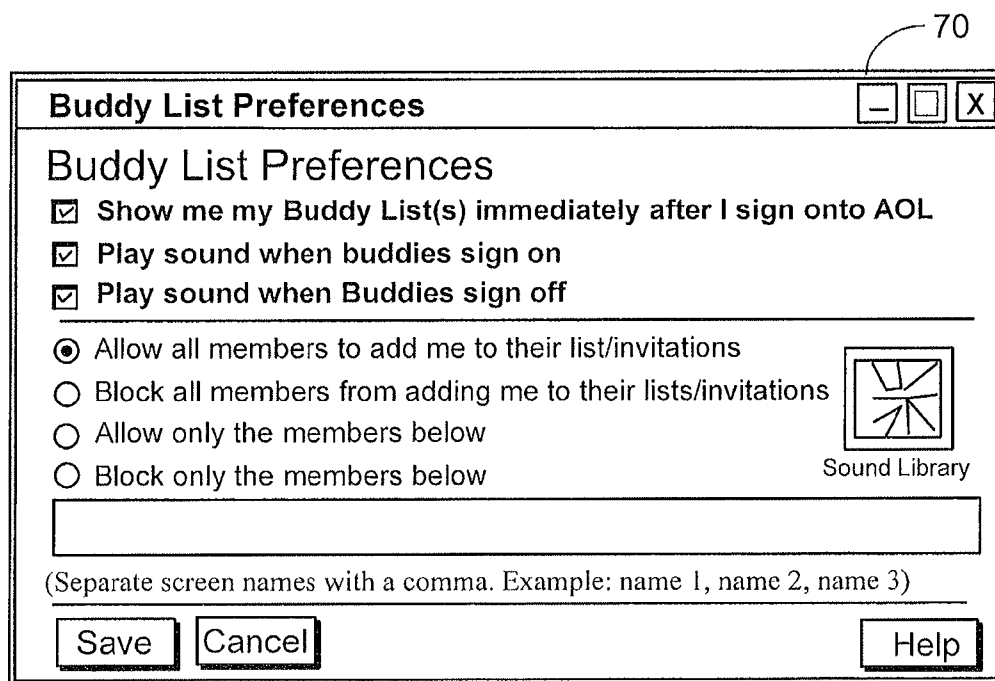 70
Buddy List Preferences
Buddy List Preferences
Show me my Buddy List(s) immediately after I sign onto AOL
Play sound when buddies sign on
Play sound when Buddies sign off
Allow all members to add me to their list/invitations
Block all members from adding me to their lists/invitations
Allow only the members below
Block only the members below
Sound Library
(Separate screen names with a comma. Example: name 1, name 2, name 3)
Save Cancel Help